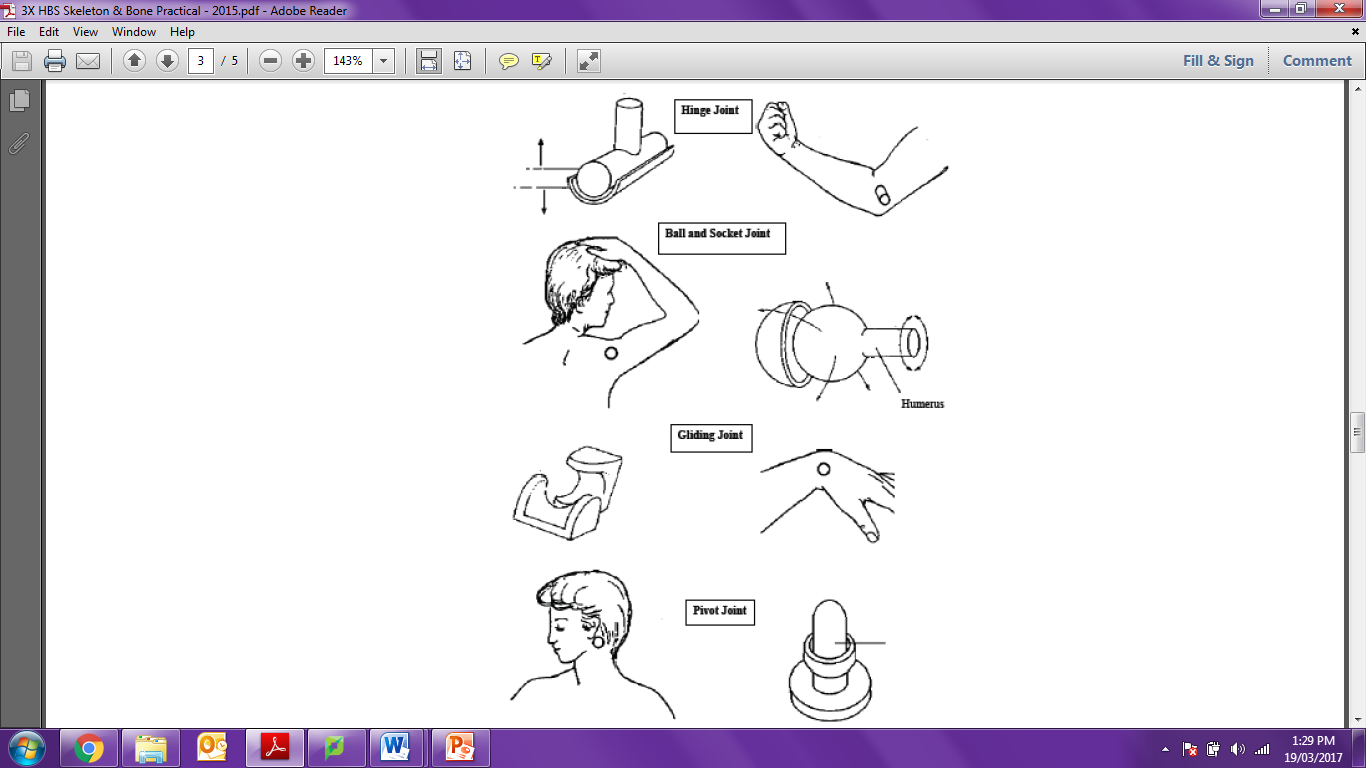 3X HBS Skeleton & Bone Practical - 2015.pdf - Adobe Reader
File Edit View Window Help
3 / 5 143% Fill & Sign Comment
Hinge Joint
Ball and Socket Joint
Humerus
Gliding Joint
Pivot Joint
1:29 PM
19/03/2017